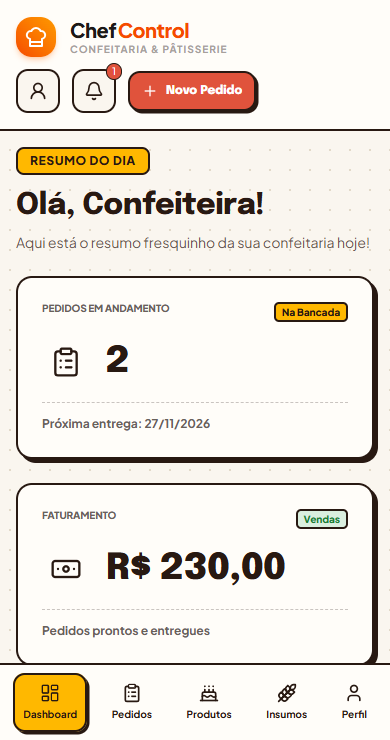 ChefControl
CONFEITARIA & PÂTISSERIE
1
Novo Pedido
RESUMO DO DIA
Olá, Confeiteira!
Aqui está o resumo fresquinho da sua confeitaria hoje!
PEDIDOS EM ANDAMENTO
Na Bancada
2
Próxima entrega: 27/11/2026
FATURAMENTO
Vendas
R$ 230,00
Pedidos prontos e entregues
Dashboard Pedidos Produtos Insumos Perfil